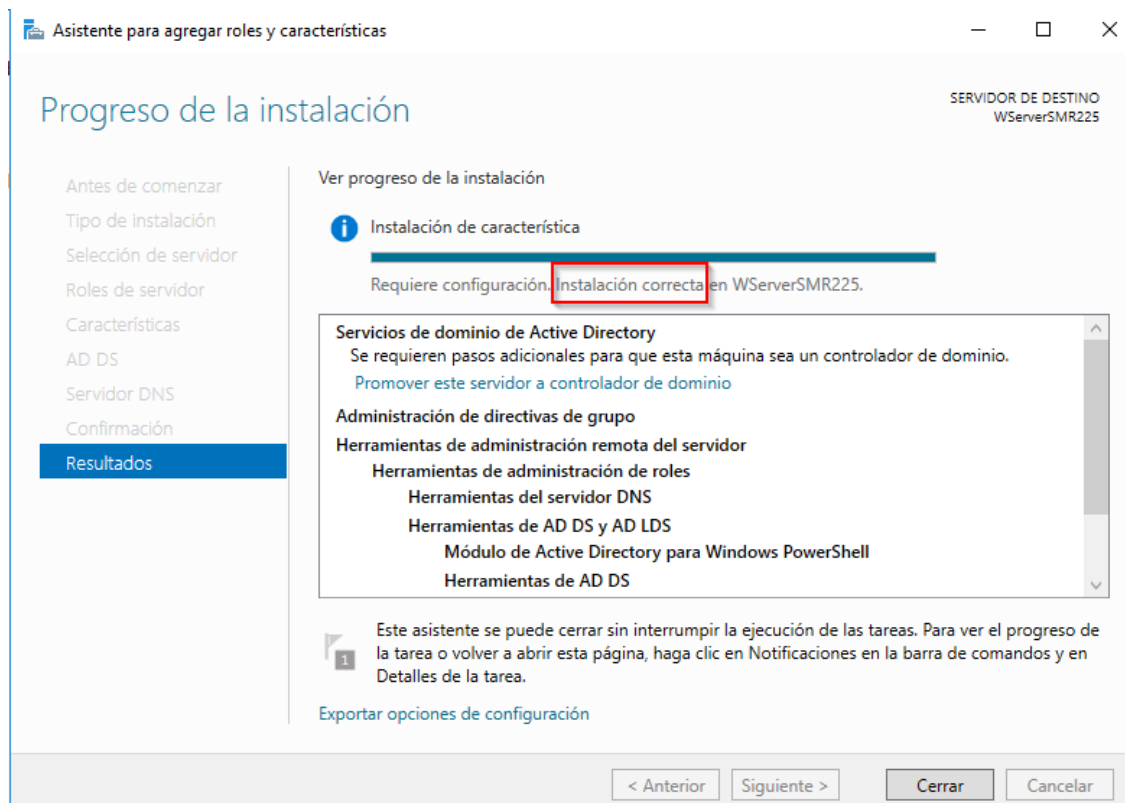 Asistente para agregar roles y características
Progreso de la instalación
SERVIDOR DE DESTINO
WServerSMR225
Antes de comenzar
Tipo de instalación
Selección de servidor
Roles de servidor
Características
AD DS
Servidor DNS
Confirmación
Resultados
Ver progreso de la instalación
Instalación de característica
Requiere configuración. Instalación correcta en WServerSMR225.
Servicios de dominio de Active Directory
Se requieren pasos adicionales para que esta máquina sea un controlador de dominio.
Promover este servidor a controlador de dominio
Administración de directivas de grupo
Herramientas de administración remota del servidor
Herramientas de administración de roles
Herramientas del servidor DNS
Herramientas de AD DS y AD LDS
Módulo de Active Directory para Windows PowerShell
Herramientas de AD DS
1
Este asistente se puede cerrar sin interrumpir la ejecución de las tareas. Para ver el progreso de
la tarea o volver a abrir esta página, haga clic en Notificaciones en la barra de comandos y en
Detalles de la tarea.
Exportar opciones de configuración
< Anterior
Siguiente >
Cerrar
Cancelar